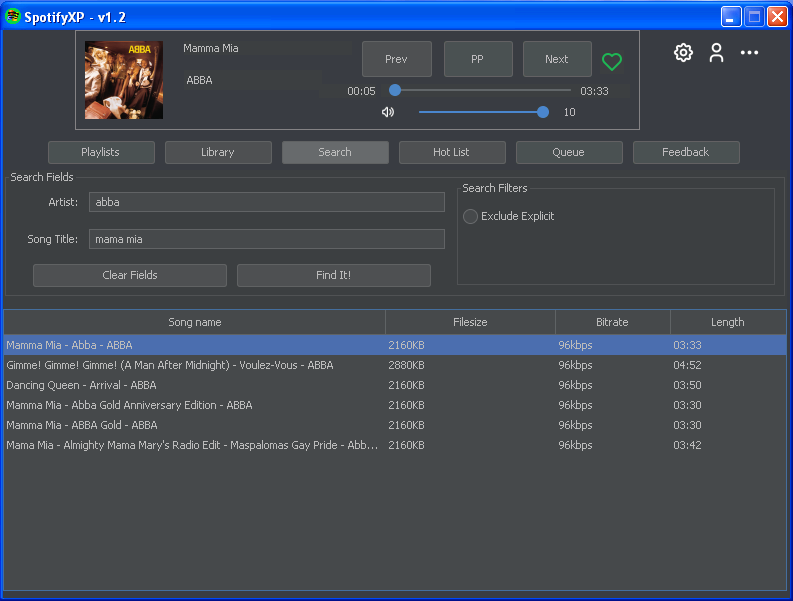 SpotifyXP - v1.2
ABBA
Mamma Mia
ABBA
Prev
PP
Next
00:05
03:33
10
Playlists
Library
Search
Hot List
Queue
Feedback
Search Fields
Artist:
abba
Song Title:
mama mia
Clear Fields
Find It!
Search Filters
Exclude Explicit
Song name Filesize Bitrate Length
Mamma Mia - Abba - ABBA 2160KB 96kbps 03:33
Gimme! Gimme! Gimme! (A Man After Midnight) - Voulez-Vous - ABBA 2880KB 96kbps 04:52
Dancing Queen - Arrival - ABBA 2160KB 96kbps 03:50
Mamma Mia - Abba Gold Anniversary Edition - ABBA 2160KB 96kbps 03:30
Mamma Mia - ABBA Gold - ABBA 2160KB 96kbps 03:30
Mama Mia - Almighty Mama Mary's Radio Edit - Maspalomas Gay Pride - Abb... 2160KB 96kbps 03:42